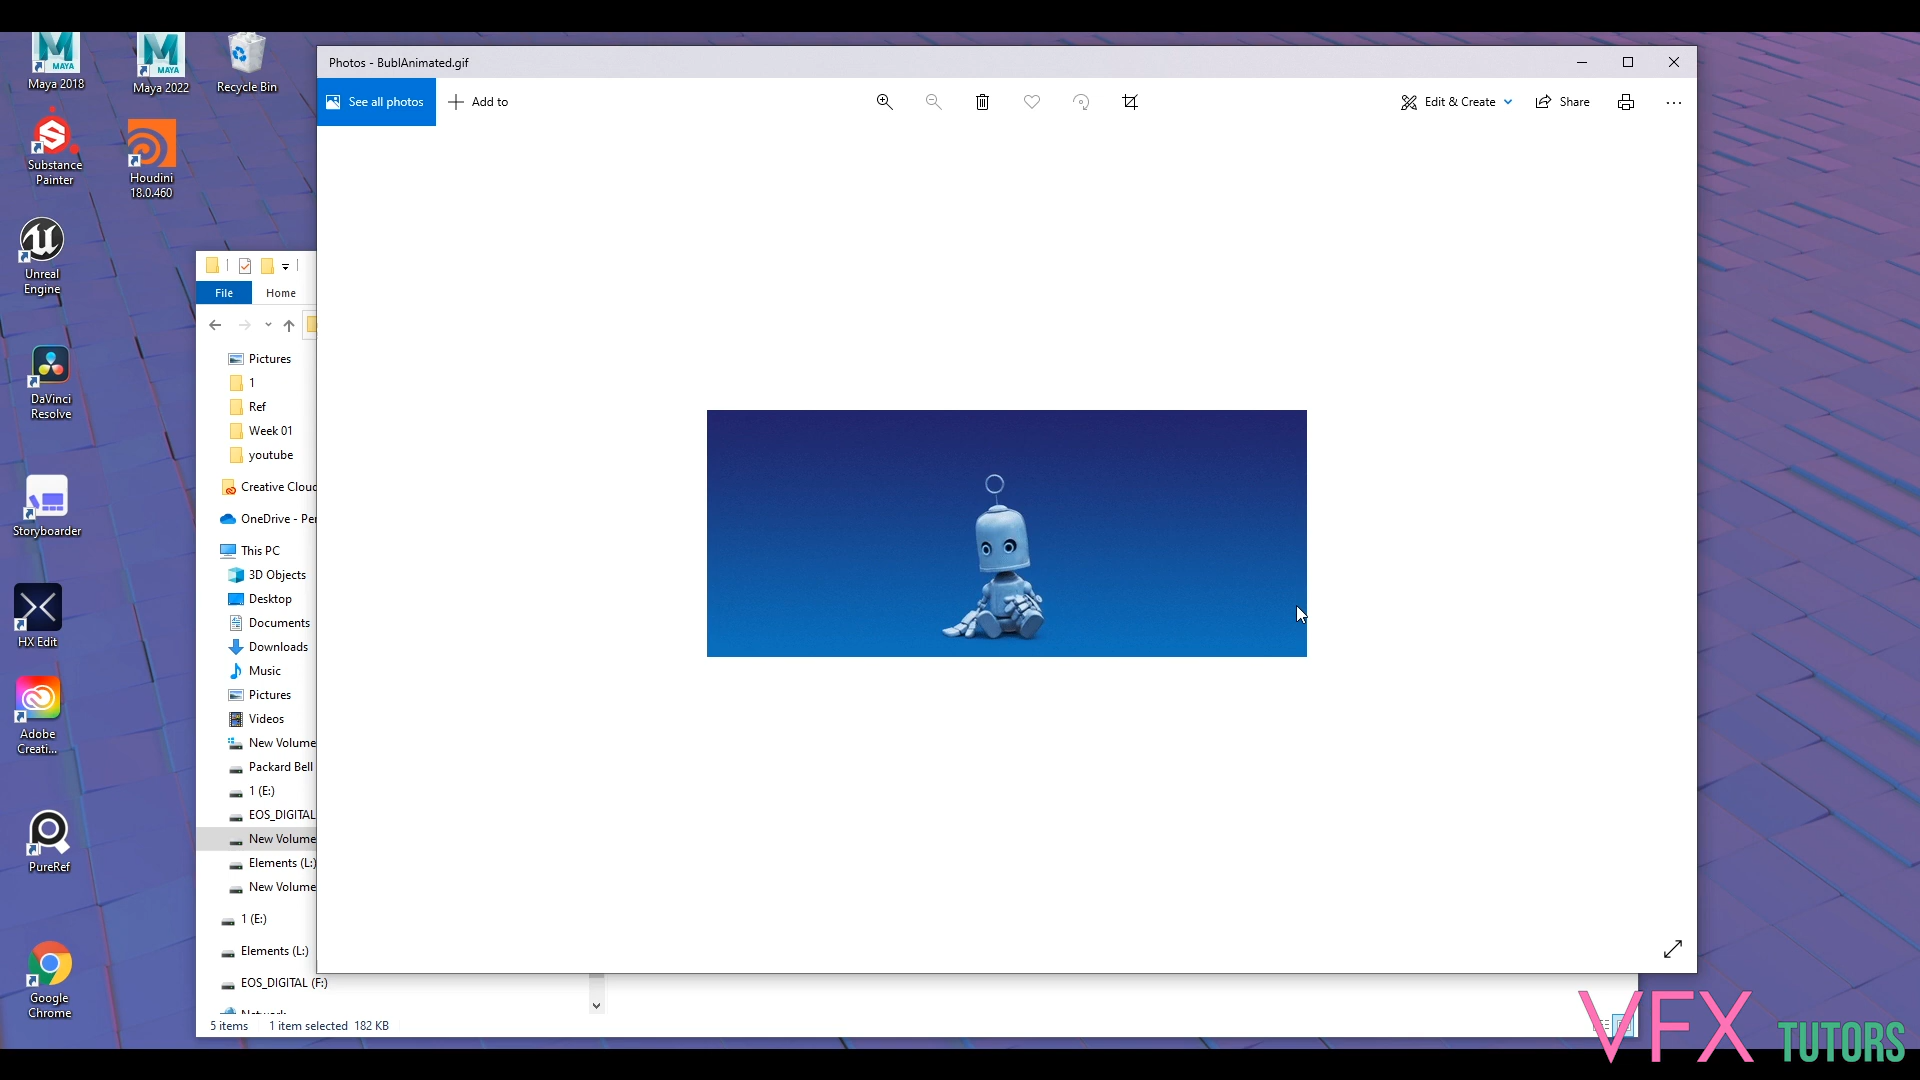 Maya 2018
Maya 2022
Recycle Bin
Substance
Painter
Houdini
18.0.460
Unreal
Engine
DaVinci
Resolve
Storyboarder
HX Edit
Adobe
Creati...
PureRef
Google
Chrome
Photos - BublAnimated.gif
See all photos
Add to
Edit & Create
Share
File
Home
Pictures
1
Ref
Week 01
youtube
Creative Cloud
OneDrive - Per
This PC
3D Objects
Desktop
Documents
Downloads
Music
Pictures
Videos
New Volume
Packard Bell
1 (E:)
EOS_DIGITAL
New Volume
Elements (L:)
New Volume
1 (E:)
Elements (L:)
EOS_DIGITAL (F:)
5 items 1 item selected 182 KB
VFX TUTORS